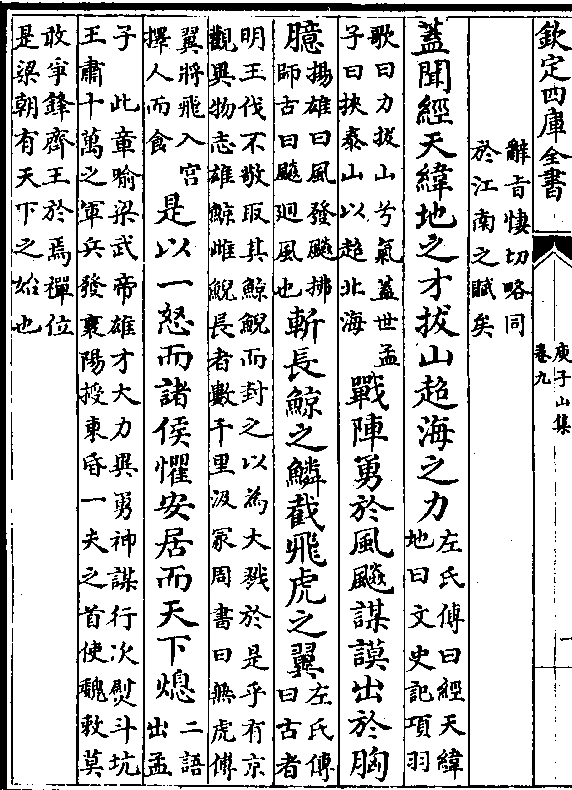 欽定四庫全書
庾子山集
卷九
一
辭旨悽切略同
於江南之賦矣
蓋聞經天緯地之才拔山超海之力
左氏傳曰經天緯
地曰文史記項羽
歌曰力拔山兮氣蓋世孟
子曰挾泰山以超北海
戰陣勇於風飇謀謨出於胸
臆
揚雄曰風發飇拂
師古曰飇廻風也
斬長鯨之鱗截飛虎之翼
左氏傳
曰古者
明王伐不敬取其鯨鯢而封之以為大戮於是乎有京
觀異物志雄鯨雌鯢長者數千里汲冡周書曰無虎傅
翼將飛入宫
擇人而食
是以一怒而諸侯懼安居而天下熄
二語
出孟
子 此章喻梁武帝雄才大力異勇神謀行次熨斗坑
王肅十萬之軍兵發襄陽授東昏一夫之首使魏敕莫
敢爭鋒齊王於焉禪位
是梁朝有天下之始也